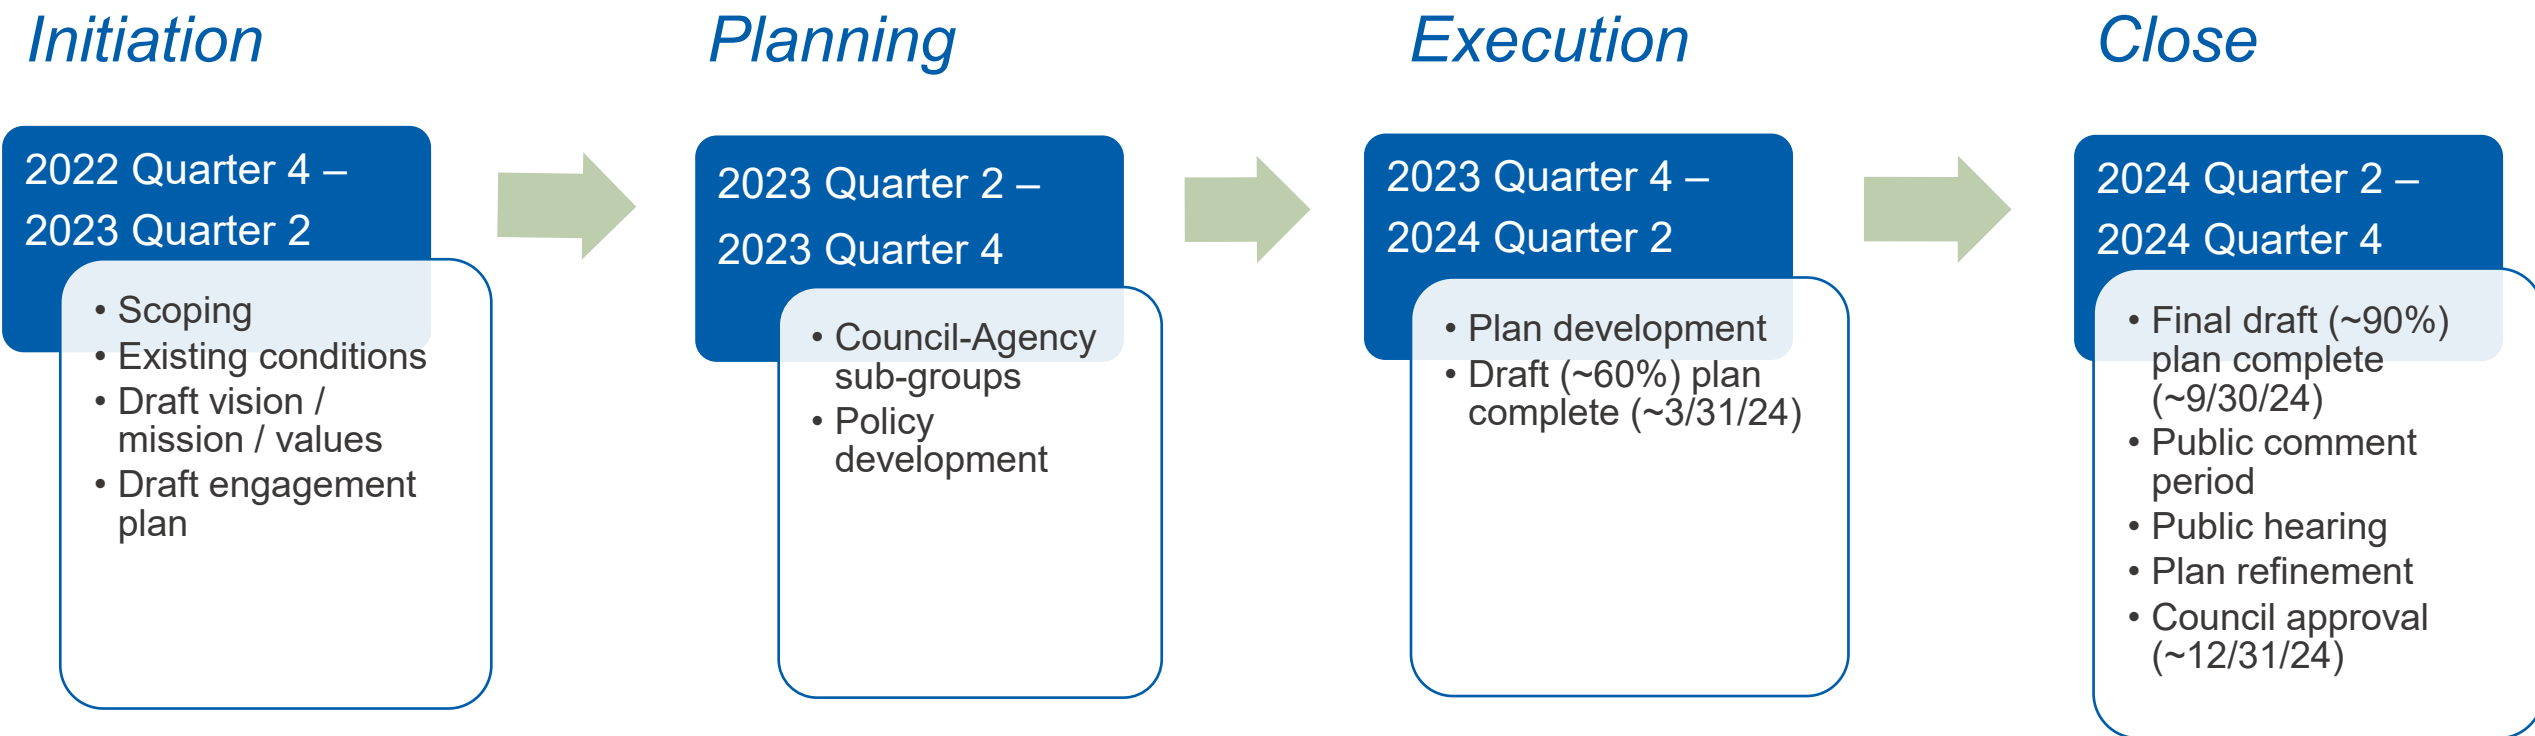 Initiation
2022 Quarter 4 –
2023 Quarter 2
• Scoping
• Existing conditions
• Draft vision /
mission / values
• Draft engagement
plan
Planning
2023 Quarter 2 –
2023 Quarter 4
• Council-Agency
sub-groups
• Policy
development
Execution
2023 Quarter 4 –
2024 Quarter 2
• Plan development
• Draft (~60%) plan
complete (~3/31/24)
Close
2024 Quarter 2 –
2024 Quarter 4
• Final draft (~90%)
plan complete
(~9/30/24)
• Public comment
period
• Public hearing
• Plan refinement
• Council approval
(~12/31/24)